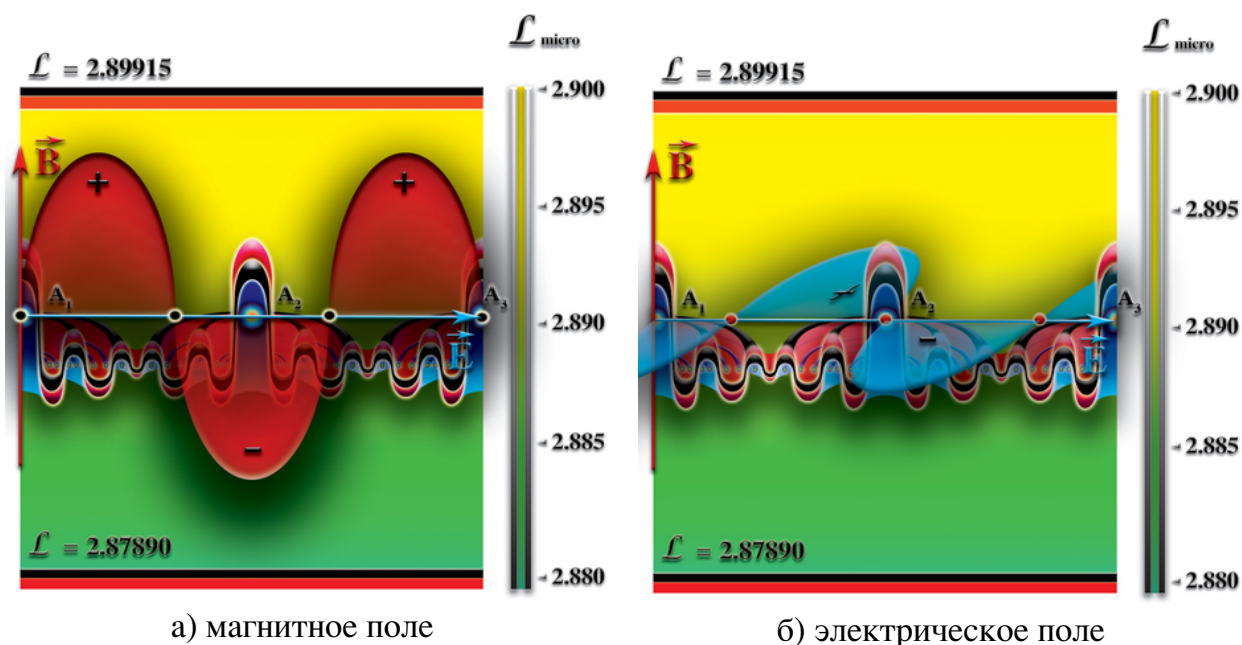 ℒ micro
ℒ = 2.89915
2.900
B
+
+
2.895
A1
A2
A3
2.890
E
−
2.885
ℒ = 2.87890
2.880
а) магнитное поле
ℒ micro
ℒ = 2.89915
2.900
B
2.895
+
A1
A2
A3
2.890
−
E
2.885
ℒ = 2.87890
2.880
б) электрическое поле